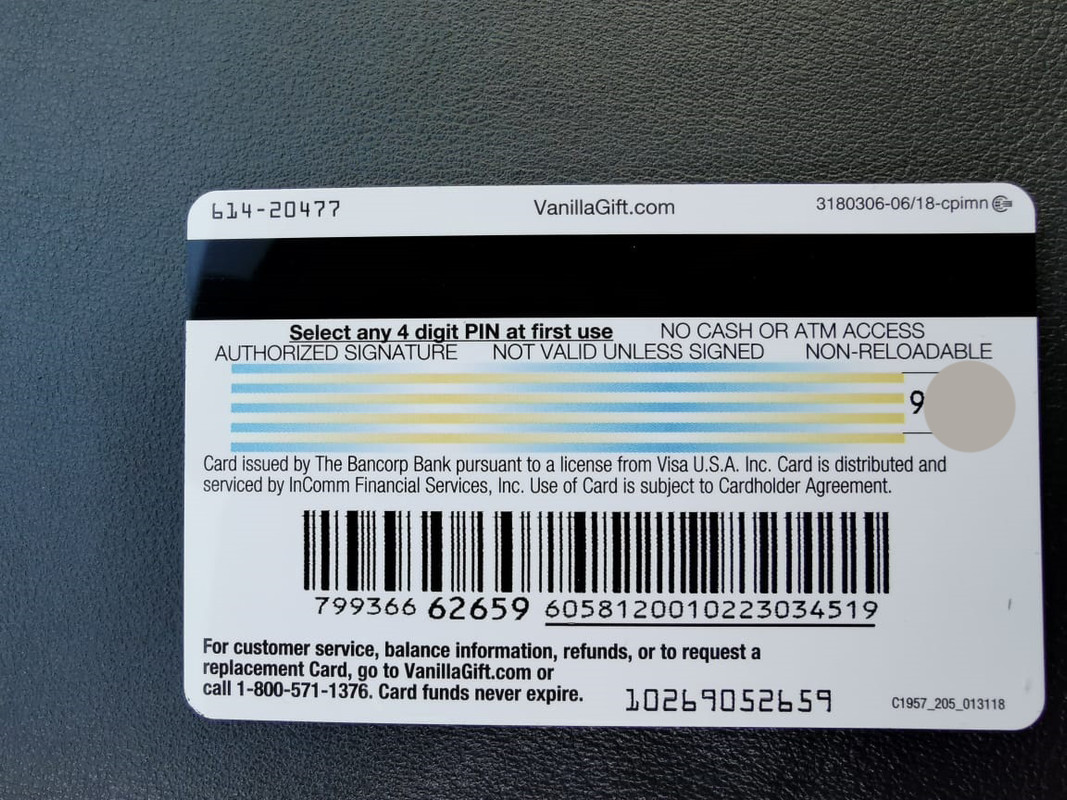 614-20477 VanillaGift.com 3180306-06/18-cpimn
Select any 4 digit PIN at first use NO CASH OR ATM ACCESS
AUTHORIZED SIGNATURE NOT VALID UNLESS SIGNED NON-RELOADABLE
9
Card issued by The Bancorp Bank pursuant to a license from Visa U.S.A. Inc. Card is distributed and
serviced by InComm Financial Services, Inc. Use of Card is subject to Cardholder Agreement.
799366 62659 6058120010223034519
For customer service, balance information, refunds, or to request a
replacement Card, go to VanillaGift.com or
call 1-800-571-1376. Card funds never expire. 10269052659 C1957_205_013118